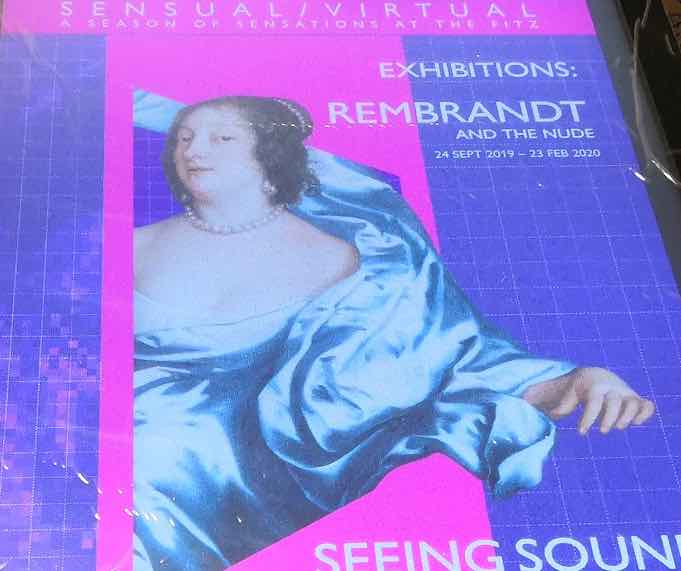 SENSUAL/VIRTUAL
A SEASON OF SENSATIONS AT THE FITZ
EXHIBITIONS:
REMBRANDT
AND THE NUDE
24 SEPT 2019 – 23 FEB 2020
SEEING SOUN